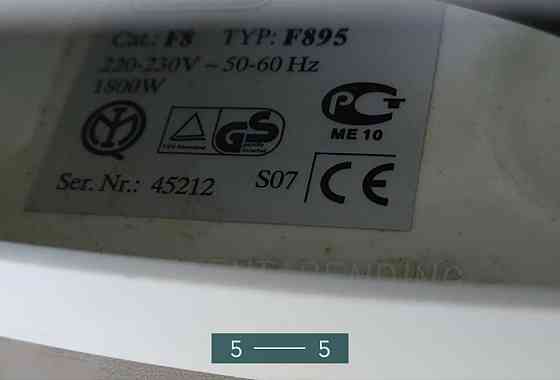 Cat.: F8 TYP: F895
220-230V ~ 50-60 Hz
1800W
GS
PC
ME 10
Ser. Nr.: 45212 S07 CE
5 — 5